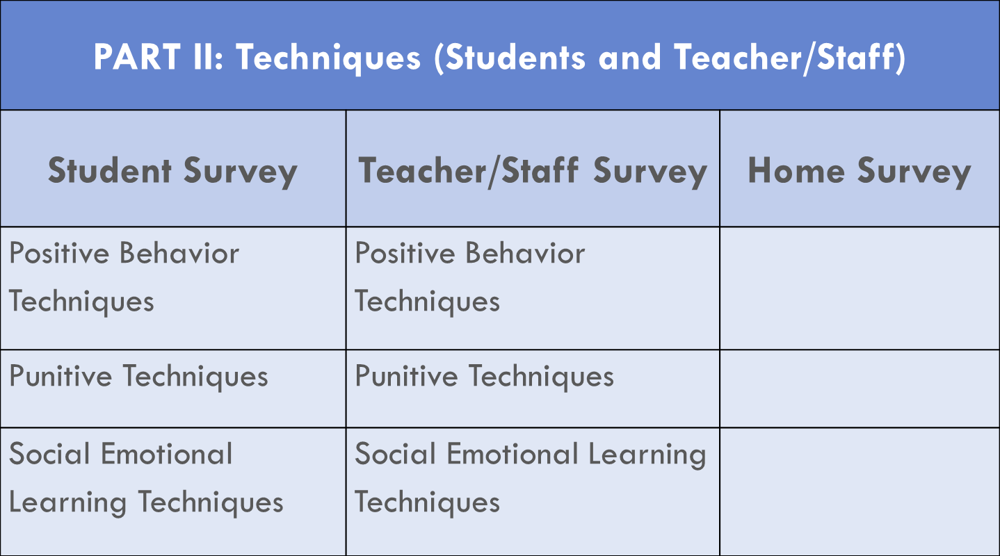 PART II: Techniques (Students and Teacher/Staff)
Student Survey
Teacher/Staff Survey
Home Survey
Positive Behavior
Techniques
Positive Behavior
Techniques
Punitive Techniques
Punitive Techniques
Social Emotional
Learning Techniques
Social Emotional Learning
Techniques